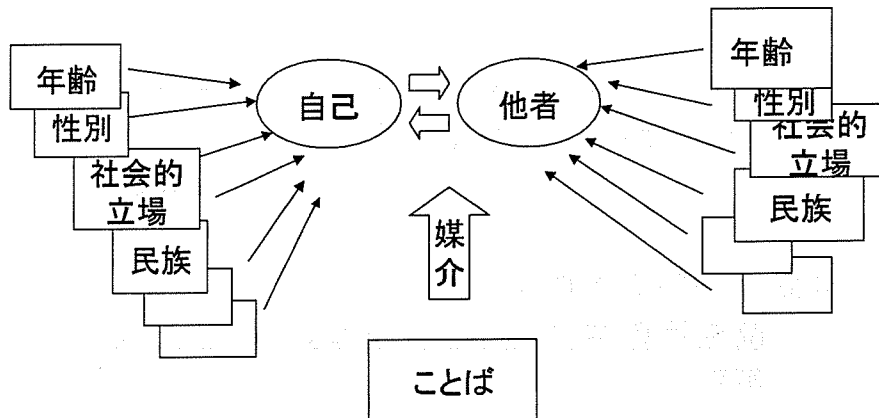 年齢
性別
社会的
立場
民族
自己
他者
年齢
性別
社会的
立場
民族
媒
介
ことば